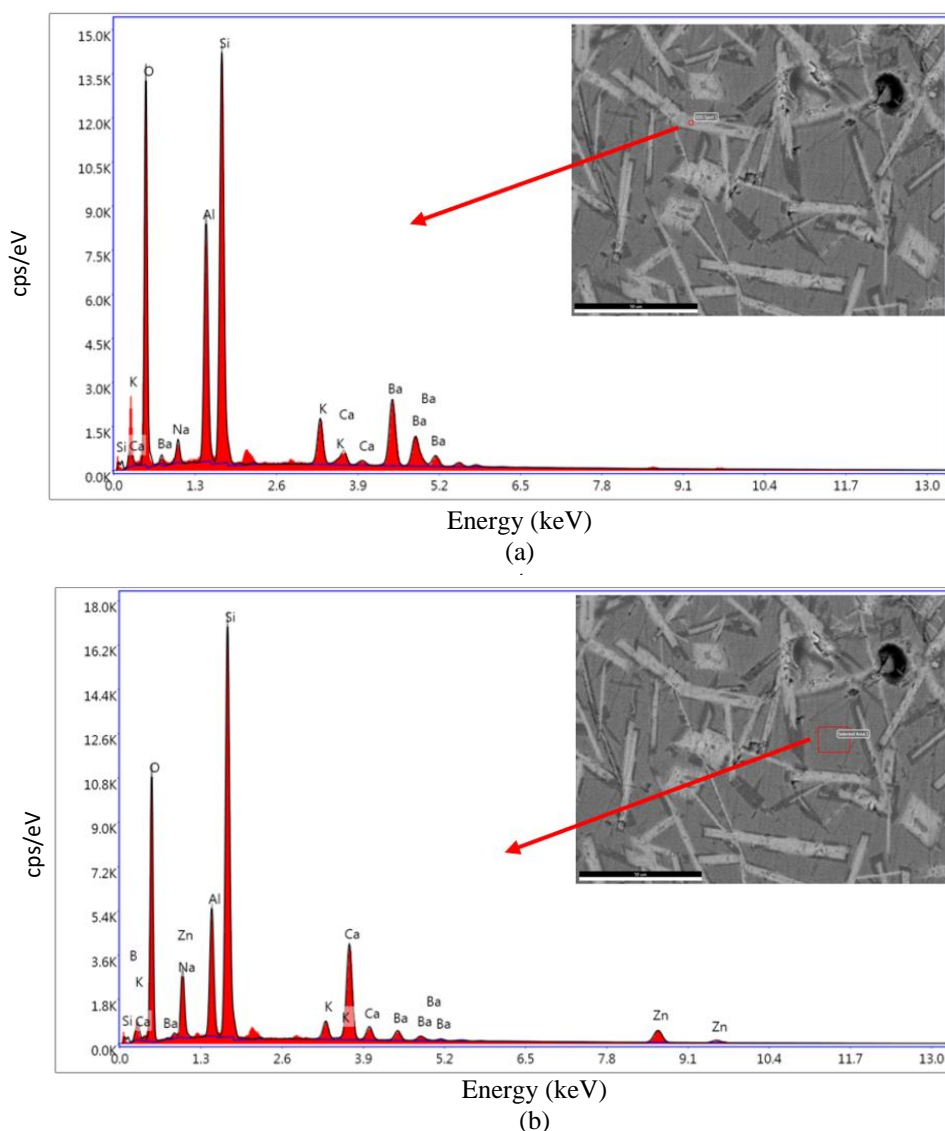 cps/eV
15.0K
13.5K
12.0K
10.5K
9.0K
7.5K
6.0K
4.5K
3.0K
1.5K
0.0K
Si
O
Al
K
Si Ca Ba Na
K Ca K Ca
Ba Ba Ba Ba
0.0 1.3 2.6 3.9 5.2 6.5 7.8 9.1 10.4 11.7 13.0
Energy (keV)
(a)
cps/eV
18.0K
16.2K
14.4K
12.6K
10.8K
9.0K
7.2K
5.4K
3.6K
1.8K
0.0K
Si
O
Al
Zn
B
K
Na
Si Ca Ba
Ca
K K Ca
Ba Ba Ba Ba
Zn Zn
Selected Area 1
0.0 1.3 2.6 3.9 5.2 6.5 7.8 9.1 10.4 11.7 13.0
Energy (keV)
(b)